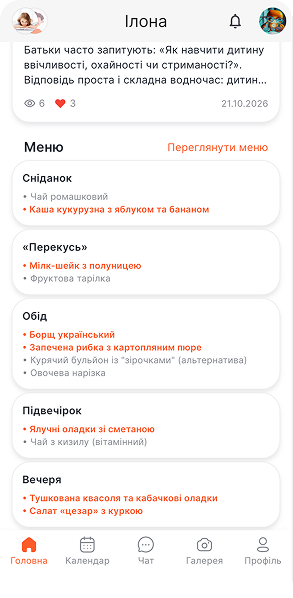 Ілона
Батьки часто запитують: «Як навчити дитину
ввічливості, охайності чи стриманості?».
Відповідь проста і складна водночас: дитин...
6 3 21.10.2026
Меню Переглянути меню
Сніданок
• Чай ромашковий
• Каша кукурузна з яблуком та бананом
«Перекусь»
• Мілк-шейк з полуницею
• Фруктова тарілка
Обід
• Борщ український
• Запечена рибка з картопляним пюре
• Курячий бульйон із "зірочками" (альтернатива)
• Овочева нарізка
Підвечірок
• Ялучні оладки зі сметаною
• Чай з кизилу (вітамінний)
Вечеря
• Тушкована квасоля та кабачкові оладки
• Салат «цезар» з куркою
Головна Календар Чат Галерея Профіль